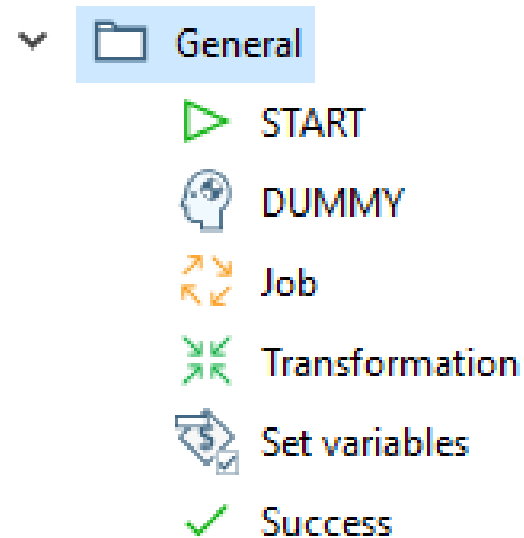 General
START
DUMMY
Job
Transformation
Set variables
Success